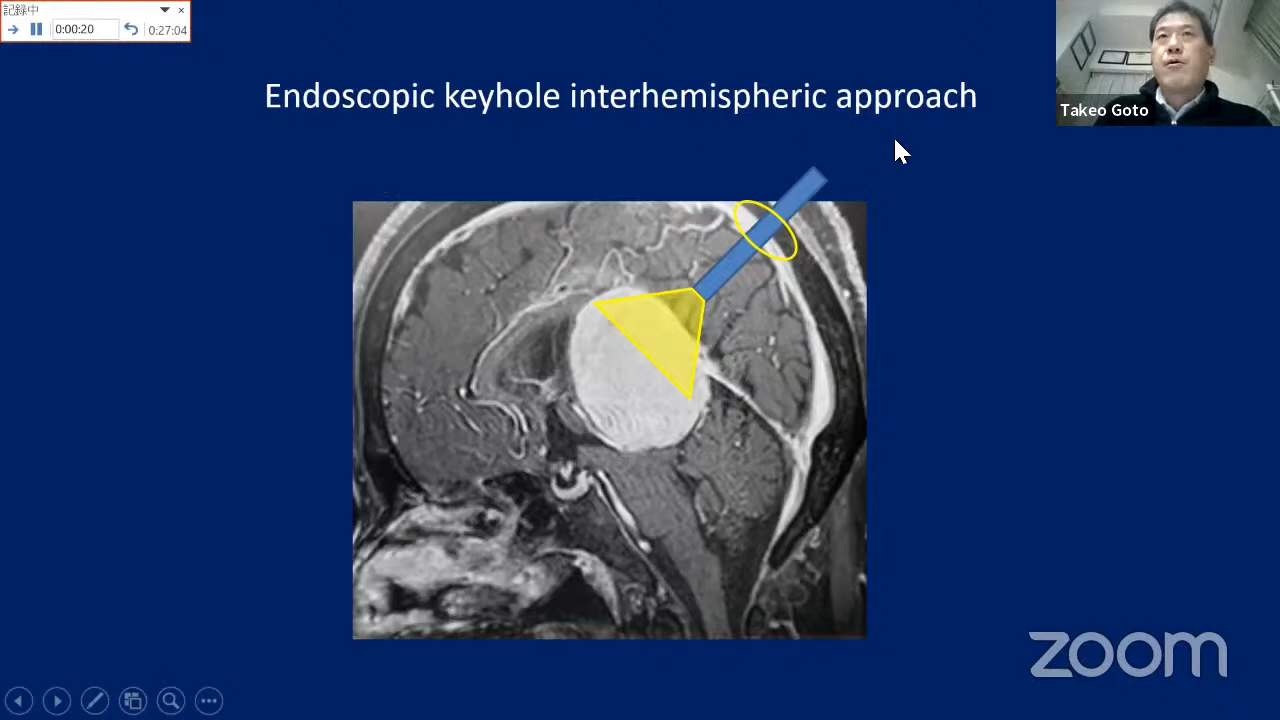 記録中
0:00:20
0:27:04
Endoscopic keyhole interhemispheric approach
Takeo Goto
zoom